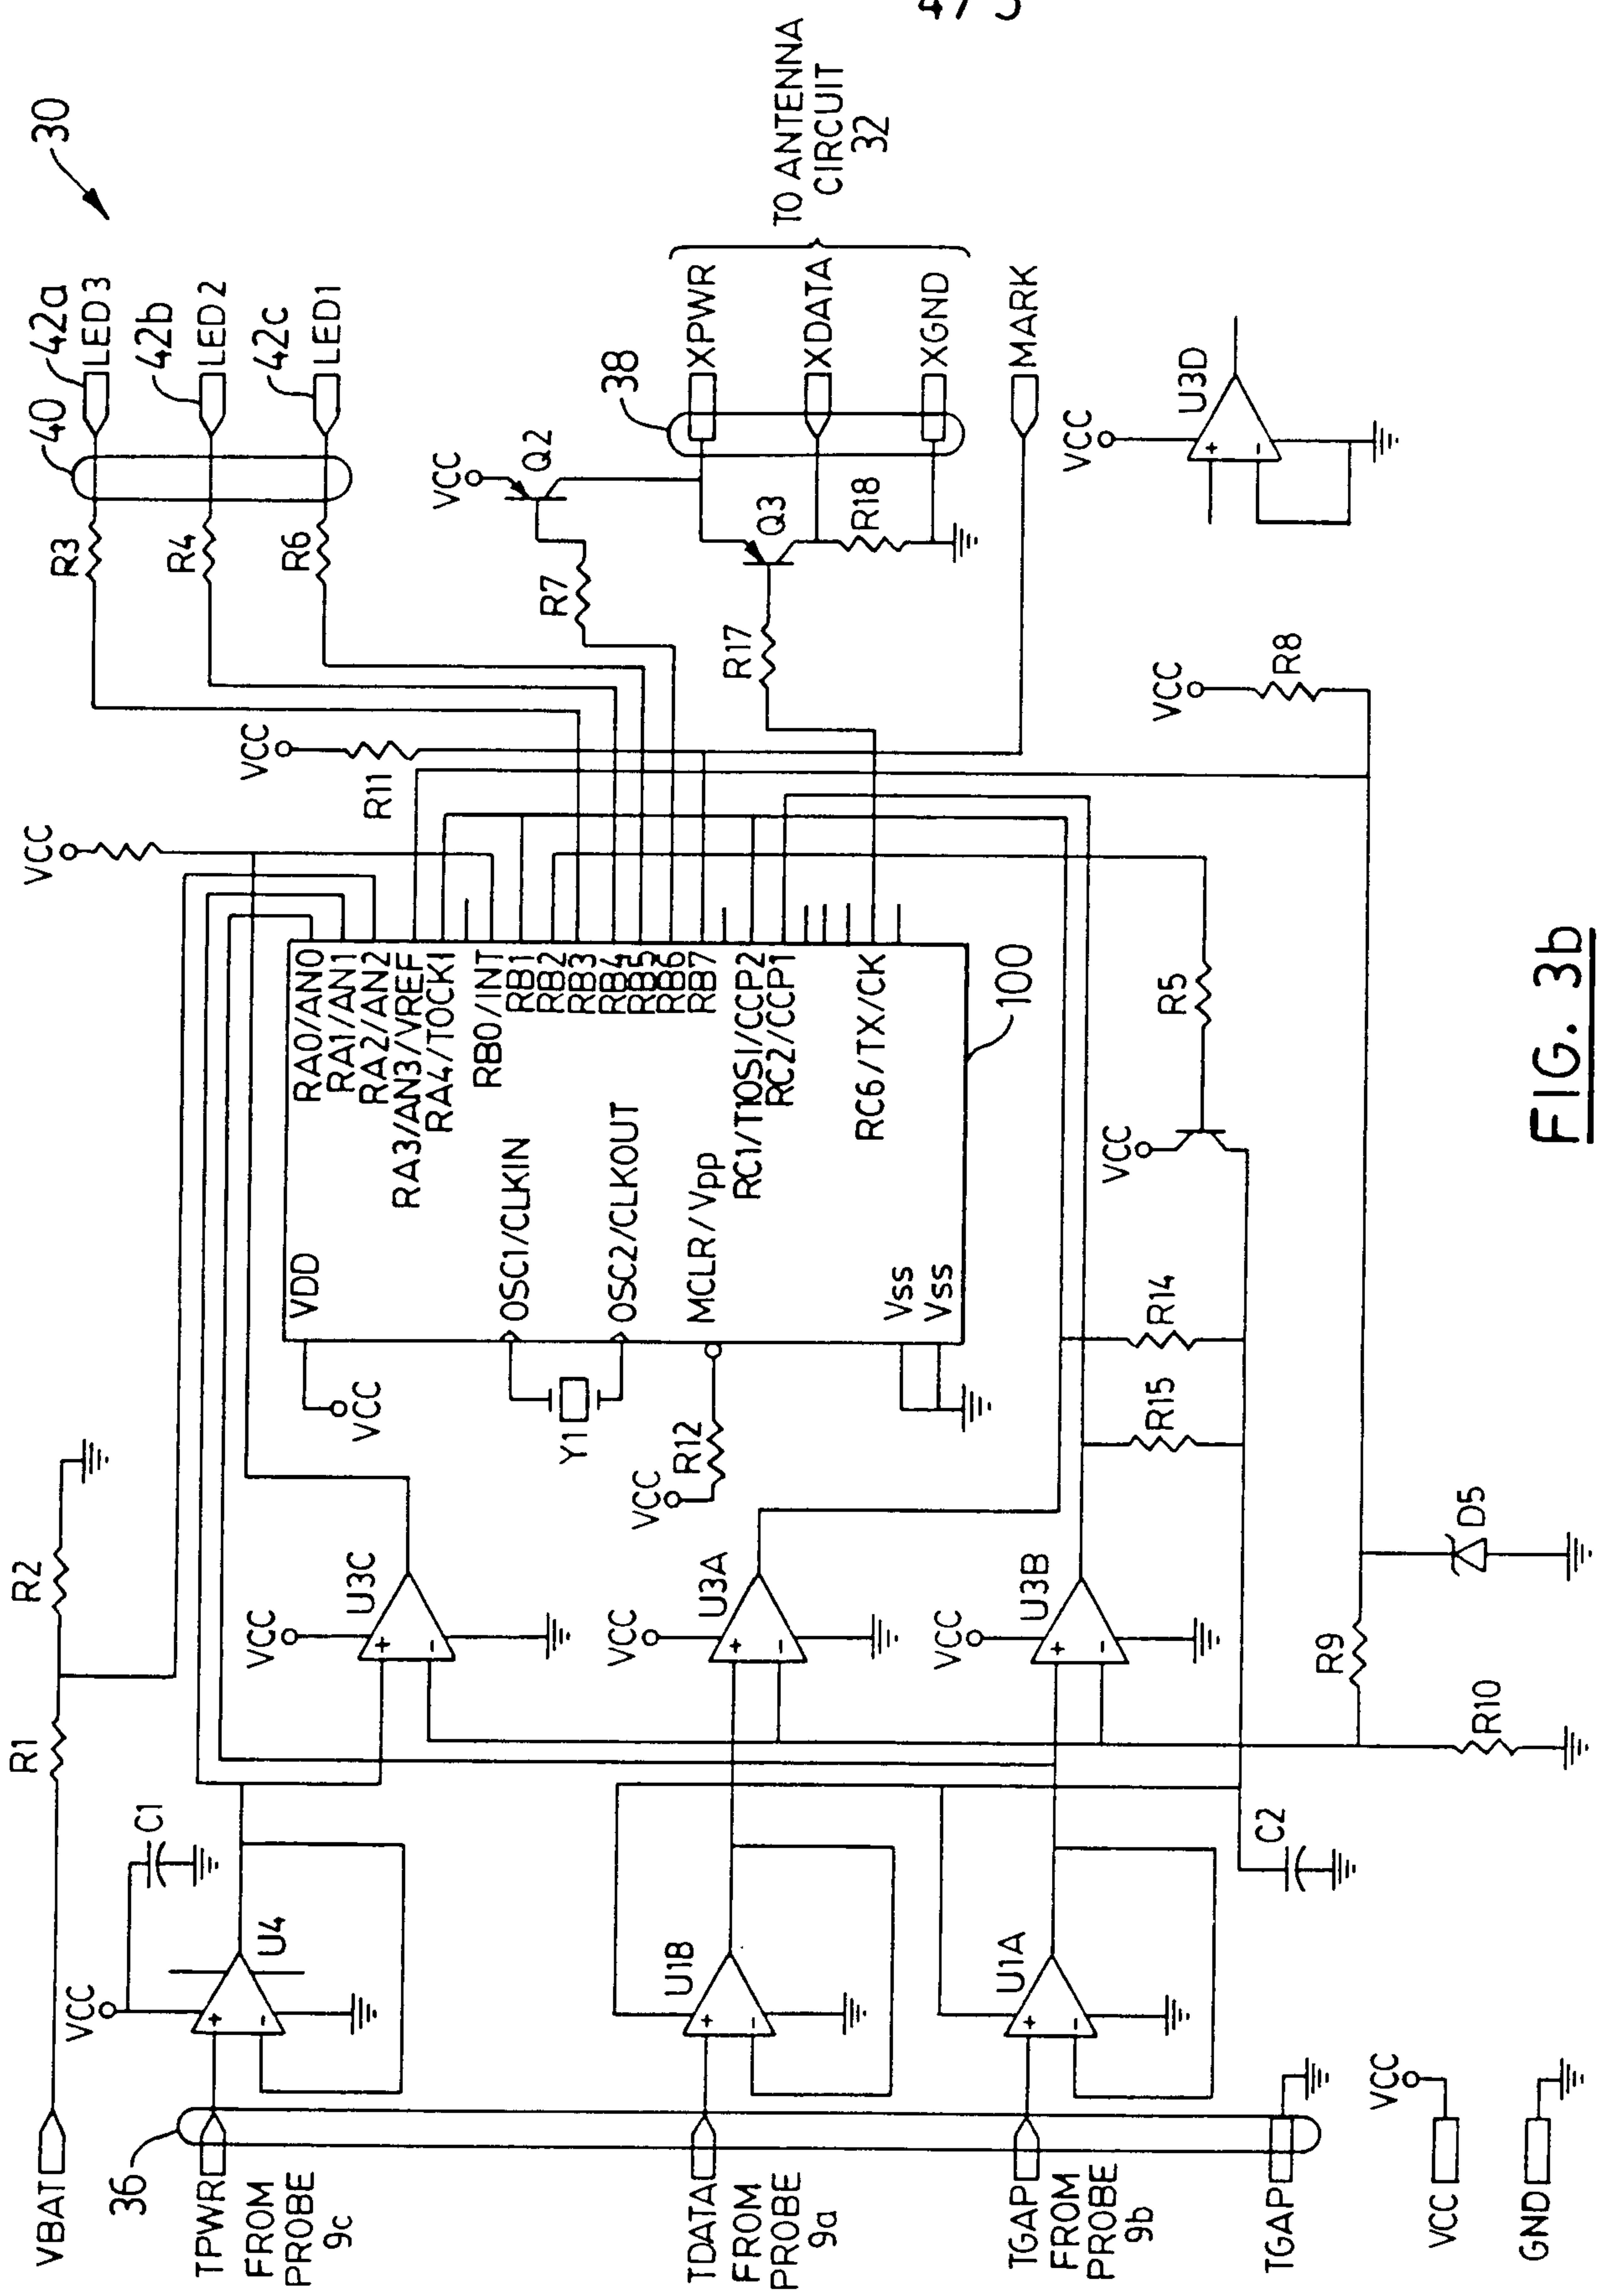 4/5
30
40
42a
LED3
42b
LED2
42c
LED1
R3
R4
R6
VCC
Q2
R7
38
XPWR
XDATA
XGND
MARK
TO ANTENNA
CIRCUIT
32
Q3
R18
R17
VCC
U3D
VCC
R11
VCC
VCC
R8
VDD
OSC1/CLKIN
OSC2/CLKOUT
MCLR/Vpp
Vss
Vss
RA0/AN0
RA1/AN1
RA2/AN2
RA3/AN3/VREF
RA4/TOCK1
RB0/INT
RB1
RB2
RB3
RB4
RB5
RB6
RB7
RC1/T1OS1/CCP2
RC2/CCP1
RC6/TX/CK
100
VCC
Y1
VCC
R12
R5
VCC
R14
R15
R1
R2
VCC
U3C
+
-
VCC
U3A
+
-
VCC
U3B
+
-
+
-
R9
R10
D5
C1
VCC
U4
+
-
U1B
+
-
U1A
+
-
C2
VBAT
36
TPWR
FROM
PROBE
9c
TDATA
FROM
PROBE
9a
TGAP
FROM
PROBE
9b
TGAP
VCC
VCC
GND
FIG. 3b